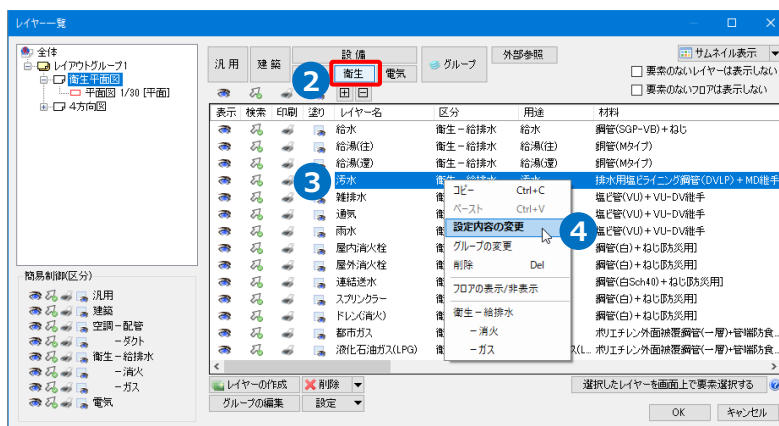 レイヤー一覧
全体
レイアウトグループ1
衛生平面図
平面図 1/30 [平面]
4方向図
簡易制御(区分)
汎用
建築
空調－配管
－ダクト
衛生－給排水
－消火
－ガス
電気
汎用 建築 設備 衛生 電気 グループ 外部参照 サムネイル表示
要素のないレイヤーは表示しない
要素のないフロアは表示しない
2
表示 検索 印刷 塗り レイヤー名 区分 用途 材料
給水 衛生－給排水 給水 鋼管(SGP-VB)+ねじ
給湯(往) 衛生－給排水 給湯(往) 銅管(Mタイプ)
給湯(還) 衛生－給排水 給湯(還) 銅管(Mタイプ)
3
汚水 衛生－給排水 汚水 排水用塩ビライニング鋼管(DVLP)+MD継手
雑排水 衛 塩ビ管(VU)+VU-DV継手
通気 衛 塩ビ管(VU)+VU-DV継手
雨水 衛 塩ビ管(VU)+VU-DV継手
屋内消火栓 衛 鋼管(白)+ねじ[防災用]
屋外消火栓 衛 鋼管(白)+ねじ[防災用]
連結送水 衛 鋼管(白Sch40)+ねじ[防災用]
スプリンクラー 衛 鋼管(白)+ねじ[防災用]
ドレン(消火) 衛 鋼管(白)+ねじ[防災用]
都市ガス 衛 ポリエチレン外面被覆鋼管(一層)+管端防食...
液化石油ガス(LPG) 衛 ス(L... ポリエチレン外面被覆鋼管(一層)+管端防食...
コピー Ctrl+C
ペースト Ctrl+V
設定内容の変更
4
グループの変更
削除 Del
フロアの表示/非表示
衛生－給排水
－消火
－ガス
レイヤーの作成 削除 選択したレイヤーを画面上で要素選択する
グループの編集 設定
OK キャンセル